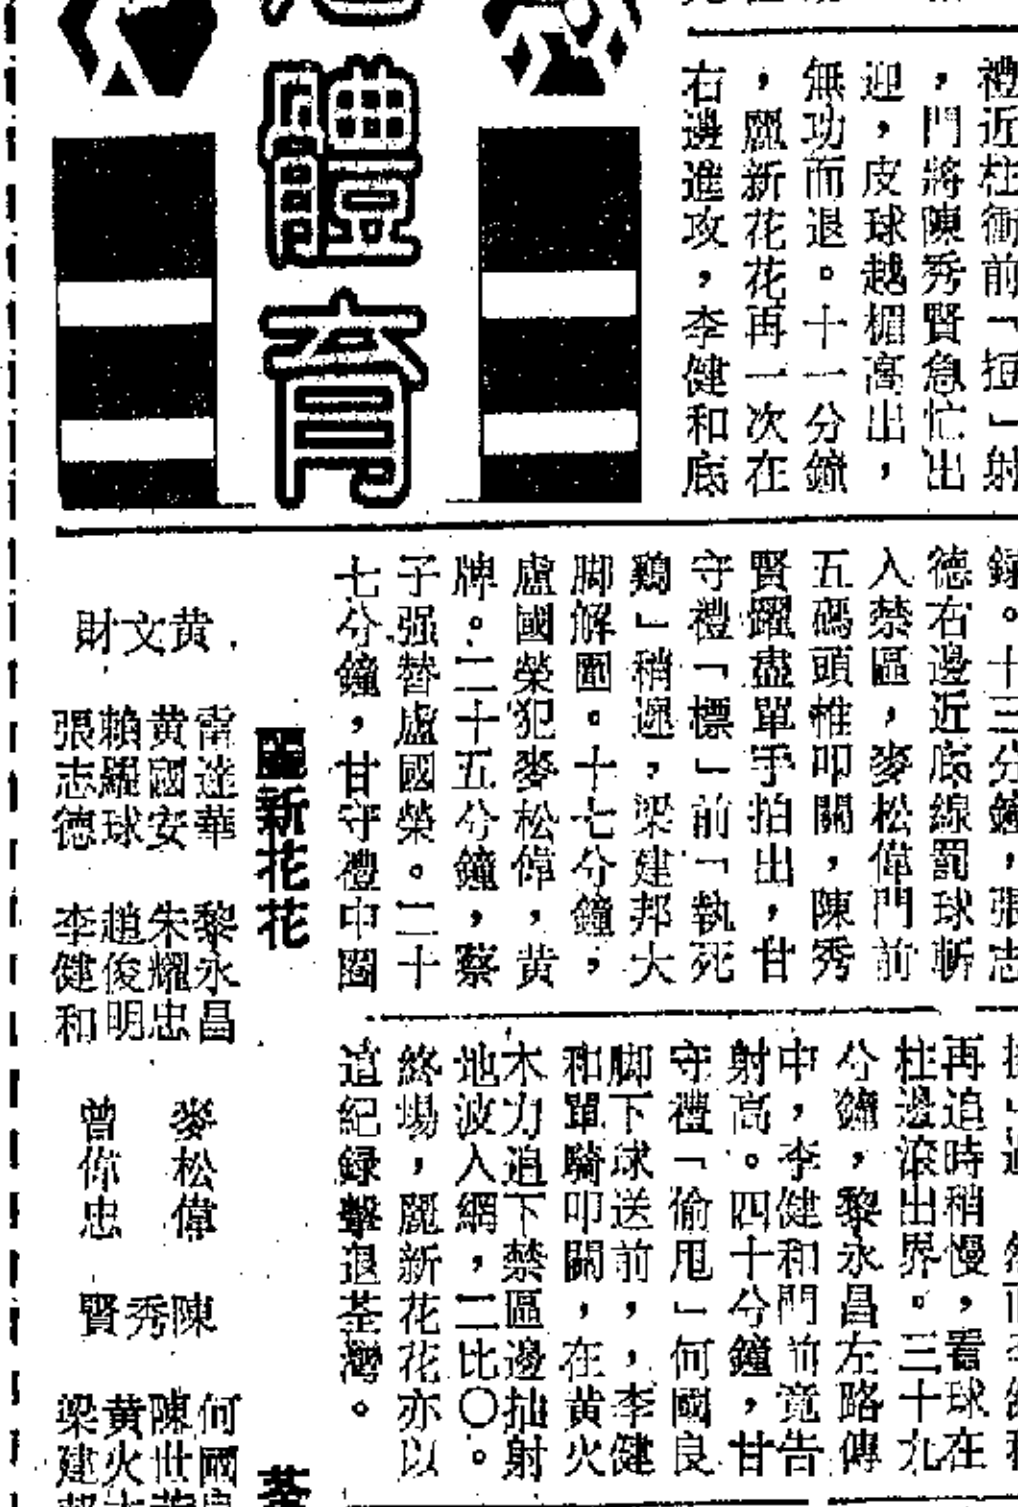 體育
禮近柱衝前「揼」射
，門將陳秀賢急忙出
迎，皮球越楣高出，
無功而退。十一分鐘
，麗新花花再一次在
右邊進攻，李健和底
鐘。十三分鐘，張志
德右邊近底線罰球斬
入禁區，麥松偉門前
五碼頭槌叩關，陳秀
賢躍盡單手拍出，甘
守禮「標」前「執死
鷄」稍遲，梁建邦大
脚解圍。十七分鐘，
盧國榮犯麥松偉，黃
牌。二十五分鐘，蔡
子强替盧國榮。二十
七分鐘，甘守禮中圈
再追時稍慢，看球在
柱邊滾出界。三十九
分鐘，黎永昌左路傳
中，李健和門前竟告
射高。四十分鐘，甘
守禮「偷甩」何國良
脚下球送前，李健
和單騎叩關，在黃火
木力追下禁區邊抽射
地波入網，二比〇。
終場，麗新花花亦以
這紀錄擊退荃灣。
麗新花花
黃文財
雷達華
黃國安
賴羅球
張志德
黎永昌
朱耀忠
趙俊明
李健和
麥松偉
曾偉忠
荃
陳秀賢
何國良
陳世
黃火木
梁建邦